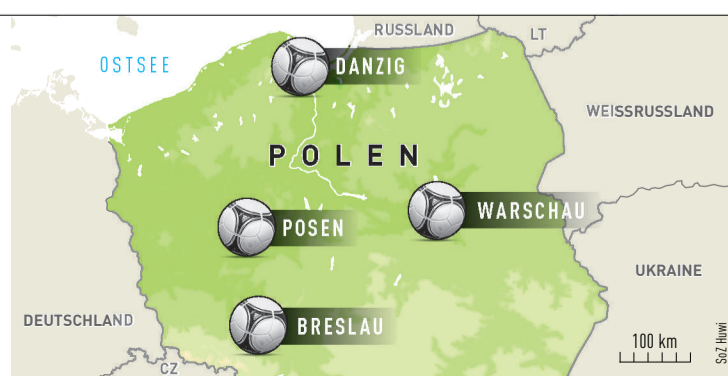 RUSSLAND
LT
OSTSEE
DANZIG
WEISSRUSSLAND
POLEN
WARSCHAU
POSEN
UKRAINE
DEUTSCHLAND
BRESLAU
100 km
CZ
SoZ Huwi